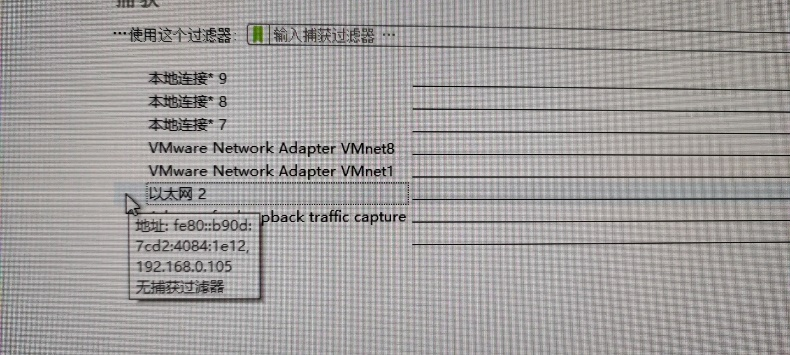 捕获
…使用这个过滤器: 输入捕获过滤器 …
本地连接* 9
本地连接* 8
本地连接* 7
VMware Network Adapter VMnet8
VMware Network Adapter VMnet1
以太网 2
traffic capture
地址: fe80::b90d:
7cd2:4084:1e12,
192.168.0.105
无捕获过滤器